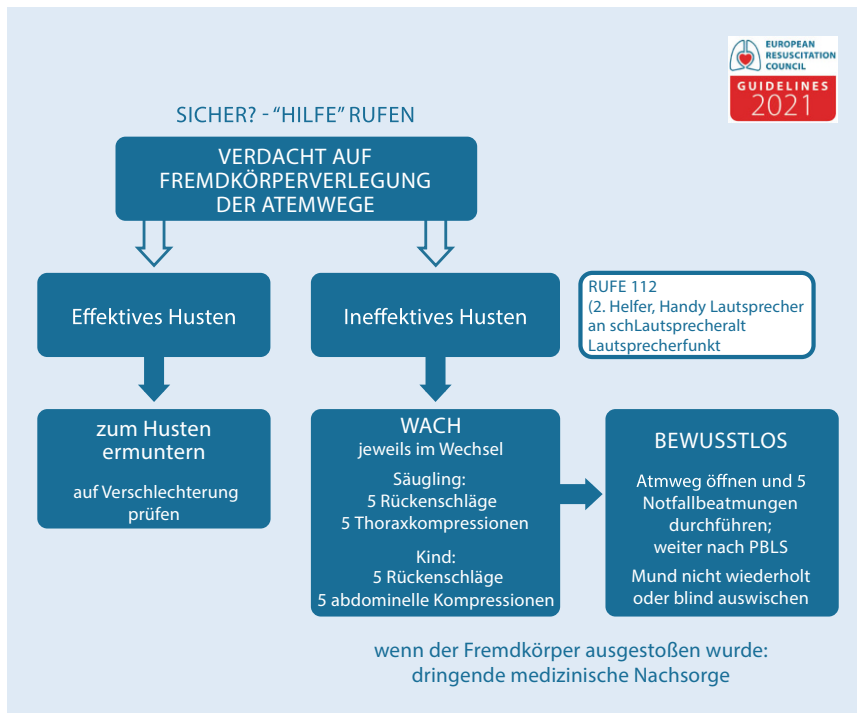 EUROPEAN
RESUSCITATION
COUNCIL
GUIDELINES
2021
SICHER? - “HILFE” RUFEN
VERDACHT AUF
FREMDKÖRPERVERLEGUNG
DER ATEMWEGE
Effektives Husten
Ineffektives Husten
RUFE 112
(2. Helfer, Handy Lautsprecher
an schLautsprecheralt
Lautsprecherfunkt
zum Husten
ermuntern
auf Verschlechterung
prüfen
WACH
jeweils im Wechsel
Säugling:
5 Rückenschläge
5 Thoraxkompressionen
Kind:
5 Rückenschläge
5 abdominelle Kompressionen
BEWUSSTLOS
Atmweg öffnen und 5
Notfallbeatmungen
durchführen;
weiter nach PBLS
Mund nicht wiederholt
oder blind auswischen
wenn der Fremdkörper ausgestoßen wurde:
dringende medizinische Nachsorge